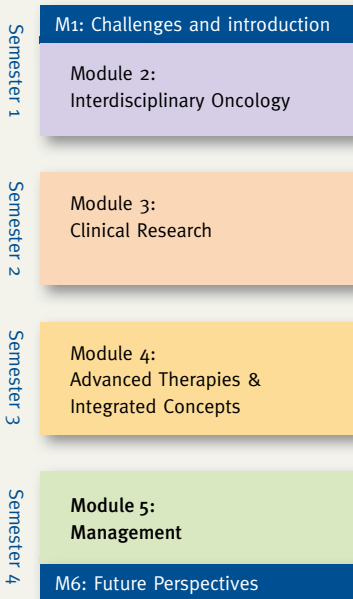 Semester 1
M1: Challenges and introduction
Module 2:
Interdisciplinary Oncology
Semester 2
Module 3:
Clinical Research
Semester 3
Module 4:
Advanced Therapies &
Integrated Concepts
Semester 4
Module 5:
Management
M6: Future Perspectives